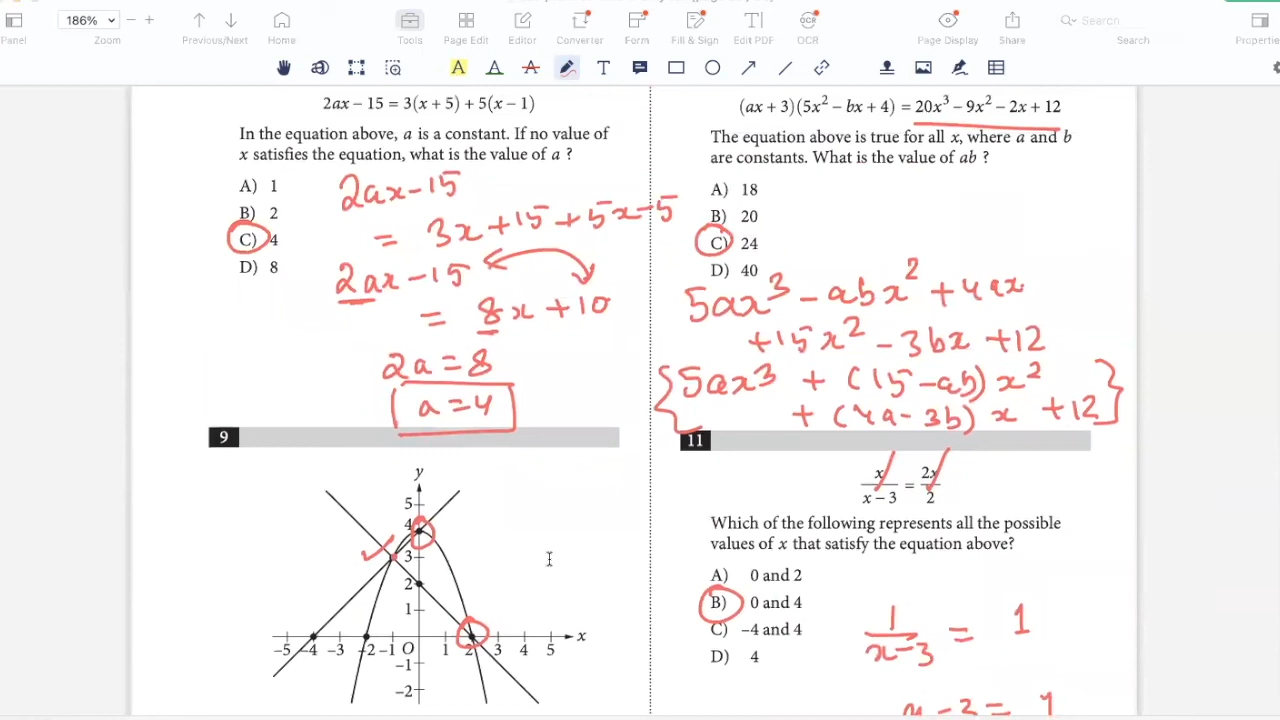 186%
Search
Panel
Zoom
Previous/Next
Home
Tools
Page Edit
Editor
Converter
Form
Fill & Sign
Edit PDF
OCR
Page Display
Share
Search
Properties
2ax − 15 = 3(x + 5) + 5(x − 1)
In the equation above, a is a constant. If no value of
x satisfies the equation, what is the value of a ?
A) 1
B) 2
C) 4
D) 8
2ax-15
= 3x+15+5x-5
2ax-15
= 8x+10
2a=8
a=4
9
y
5
4
3
2
1
−5 −4 −3 −2 −1 O 1 2 3 4 5 x
−1
−2
(ax + 3)(5x² − bx + 4) = 20x³ − 9x² − 2x + 12
The equation above is true for all x, where a and b
are constants. What is the value of ab ?
A) 18
B) 20
C) 24
D) 40
5ax³ - abx² + 4ax
+15x² - 3bx +12
{5ax³ + (15-ab)x²
+ (4a-3b)x +12}
11
x/(x − 3) = 2x/2
Which of the following represents all the possible
values of x that satisfy the equation above?
A) 0 and 2
B) 0 and 4
C) −4 and 4
D) 4
1/(x-3) = 1
x-3=1